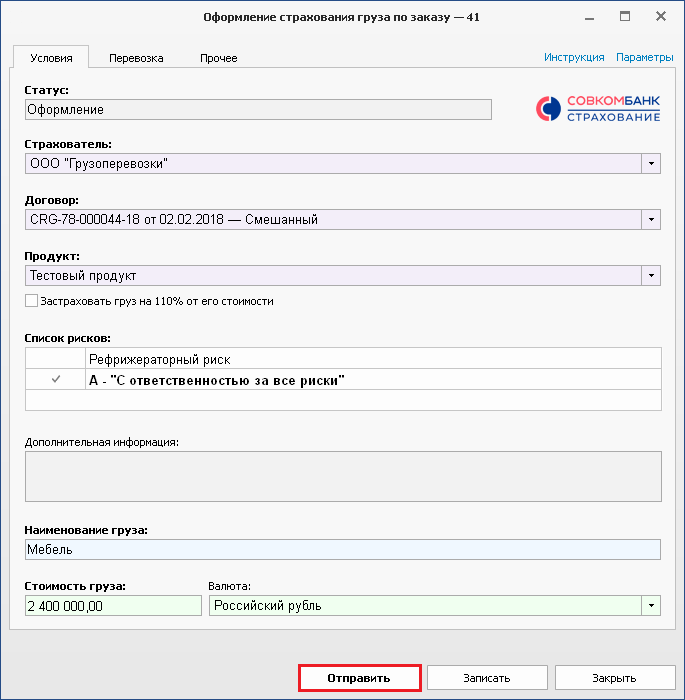 Оформление страхования груза по заказу — 41
Условия Перевозка Прочее Инструкция Параметры
Статус:
Оформление
СОВКОМБАНК
СТРАХОВАНИЕ
Страхователь:
ООО "Грузоперевозки"
Договор:
CRG-78-000044-18 от 02.02.2018 — Смешанный
Продукт:
Тестовый продукт
Застраховать груз на 110% от его стоимости
Список рисков:
Рефрижераторный риск
А - "С ответственностью за все риски"
Дополнительная информация:
Наименование груза:
Мебель
Стоимость груза: Валюта:
2 400 000,00 Российский рубль
Отправить Записать Закрыть